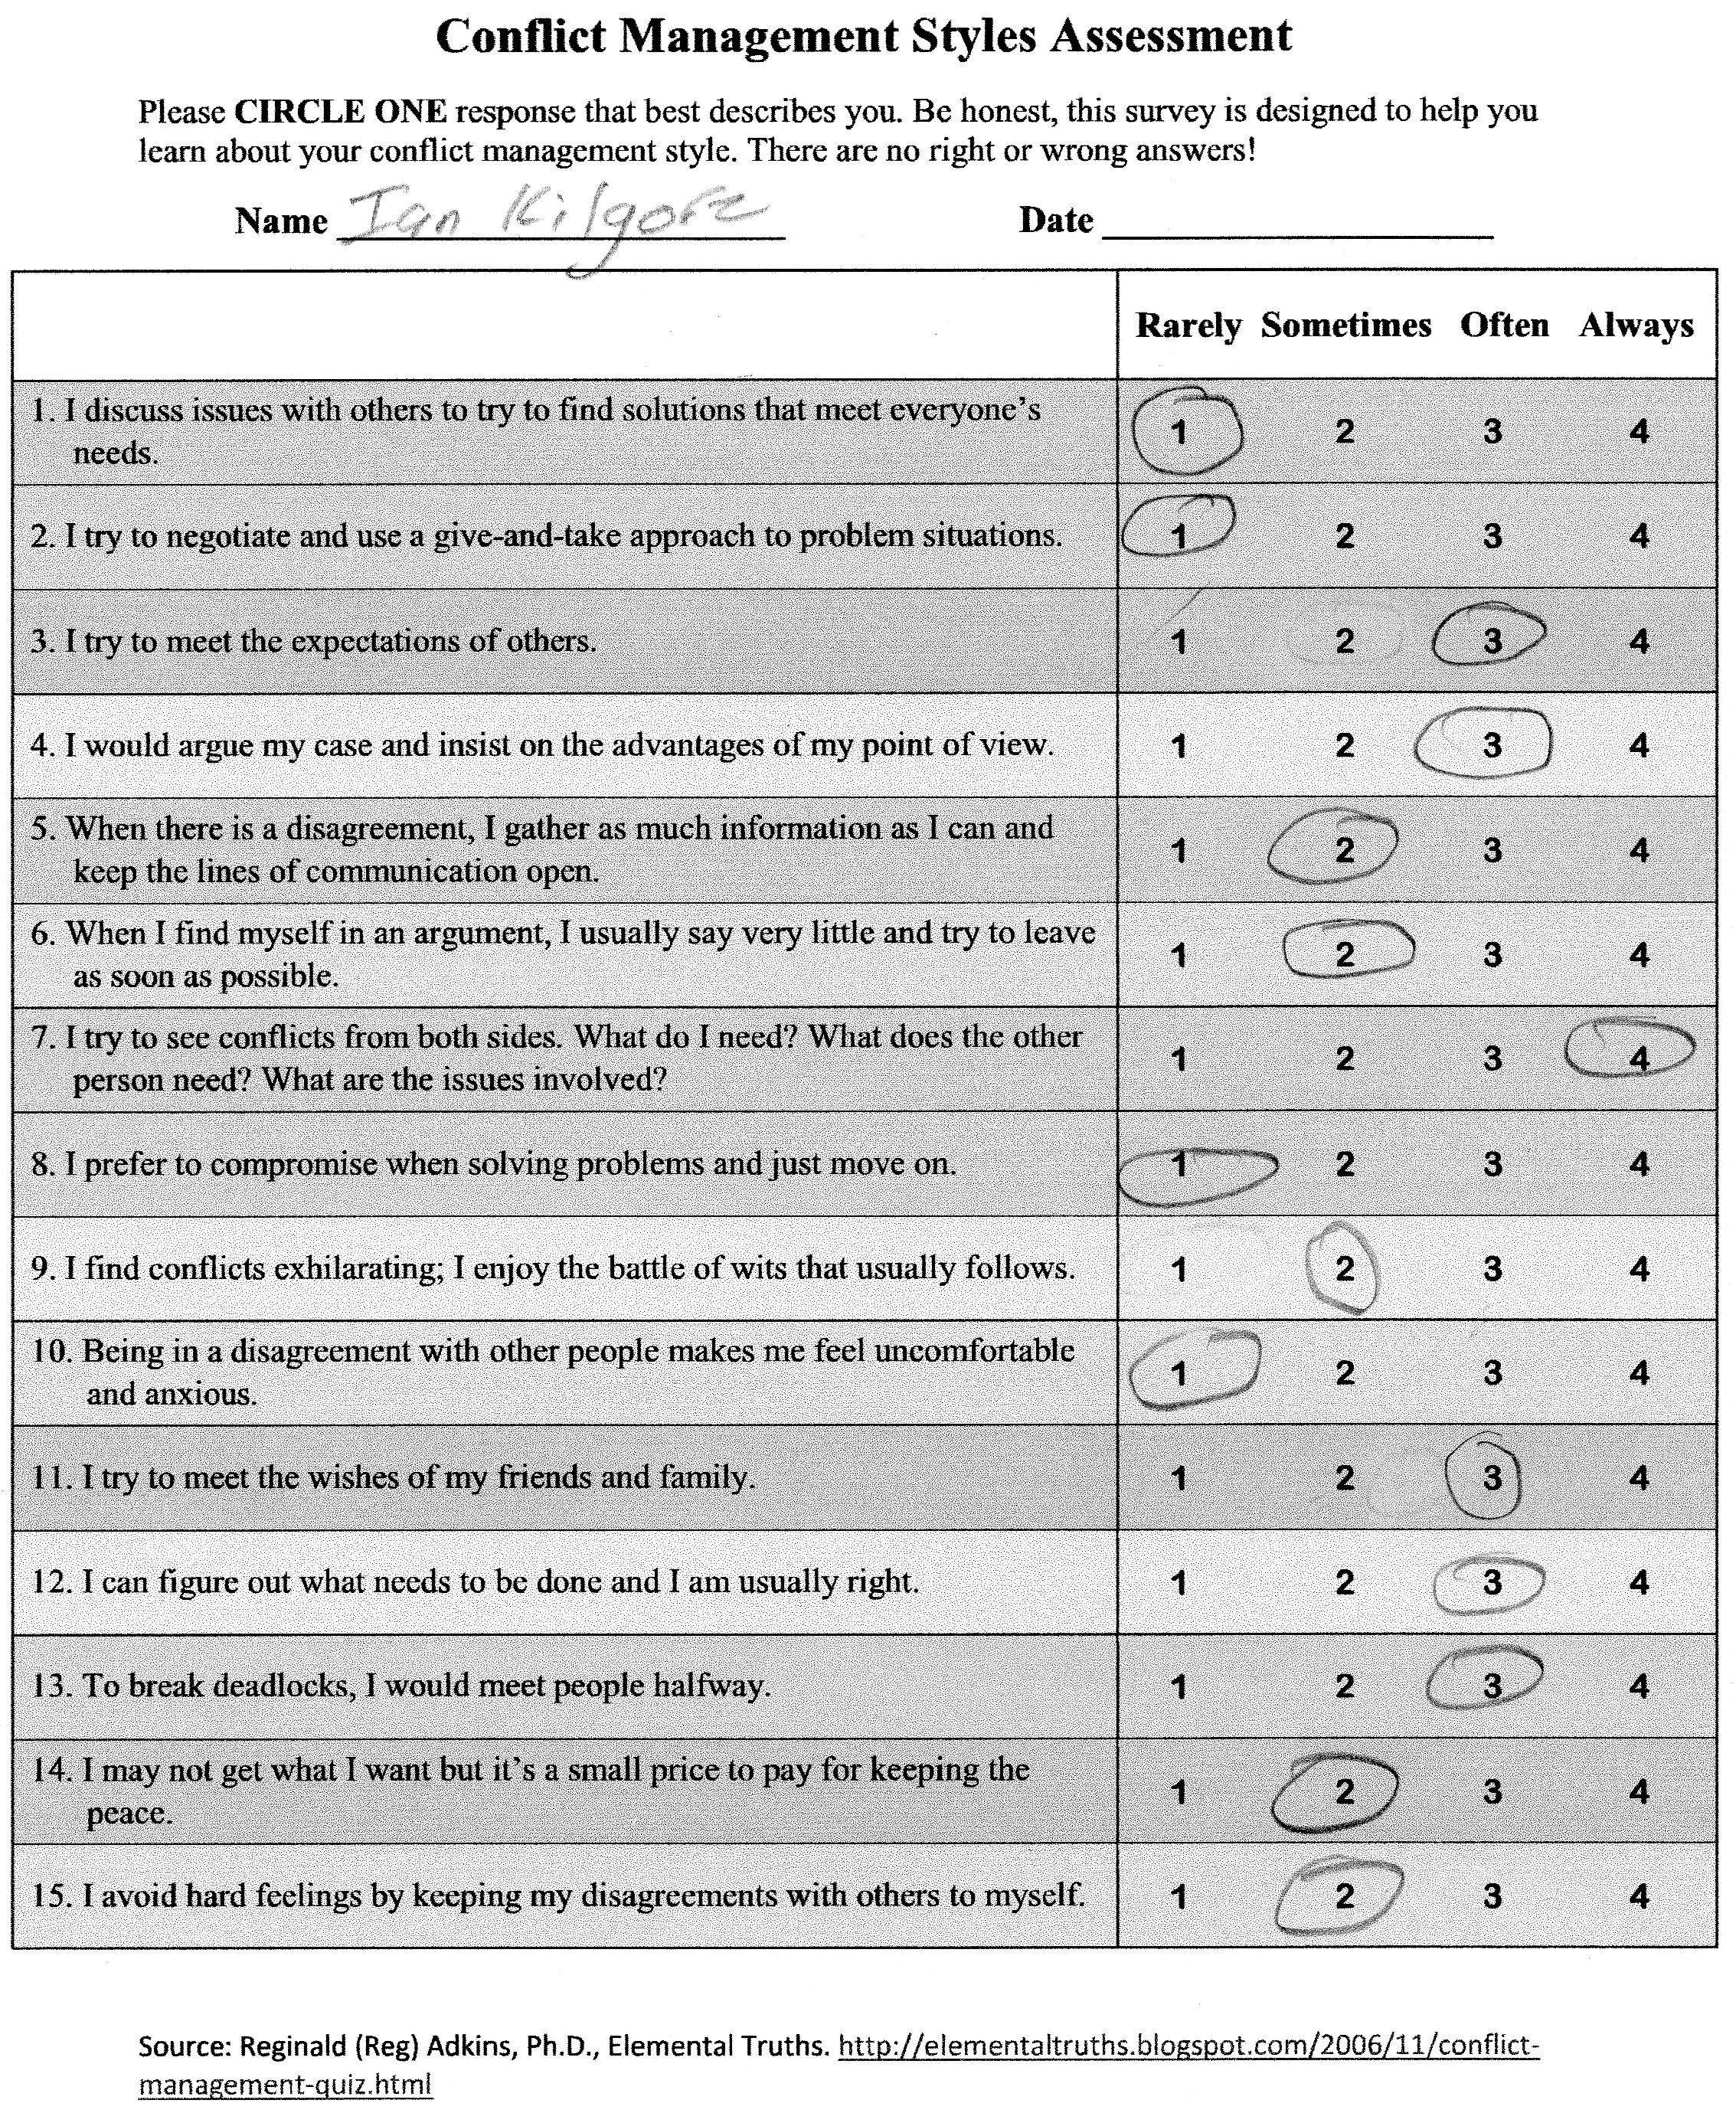 Conflict Management Styles Assessment
Please CIRCLE ONE response that best describes you. Be honest, this survey is designed to help you
learn about your conflict management style. There are no right or wrong answers!
Name Ian Kilgore Date
Rarely Sometimes Often Always
1. I discuss issues with others to try to find solutions that meet everyone’s
needs.
1 2 3 4
2. I try to negotiate and use a give-and-take approach to problem situations. 1 2 3 4
3. I try to meet the expectations of others. 1 2 3 4
4. I would argue my case and insist on the advantages of my point of view. 1 2 3 4
5. When there is a disagreement, I gather as much information as I can and
keep the lines of communication open.
1 2 3 4
6. When I find myself in an argument, I usually say very little and try to leave
as soon as possible.
1 2 3 4
7. I try to see conflicts from both sides. What do I need? What does the other
person need? What are the issues involved?
1 2 3 4
8. I prefer to compromise when solving problems and just move on. 1 2 3 4
9. I find conflicts exhilarating; I enjoy the battle of wits that usually follows. 1 2 3 4
10. Being in a disagreement with other people makes me feel uncomfortable
and anxious.
1 2 3 4
11. I try to meet the wishes of my friends and family. 1 2 3 4
12. I can figure out what needs to be done and I am usually right. 1 2 3 4
13. To break deadlocks, I would meet people halfway. 1 2 3 4
14. I may not get what I want but it’s a small price to pay for keeping the
peace.
1 2 3 4
15. I avoid hard feelings by keeping my disagreements with others to myself. 1 2 3 4
Source: Reginald (Reg) Adkins, Ph.D., Elemental Truths. http://elementaltruths.blogspot.com/2006/11/conflict-
management-quiz.html